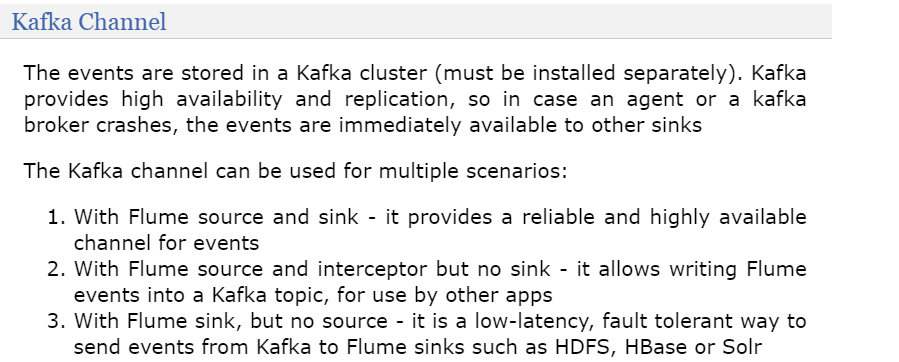 Kafka Channel
The events are stored in a Kafka cluster (must be installed separately). Kafka
provides high availability and replication, so in case an agent or a kafka
broker crashes, the events are immediately available to other sinks
The Kafka channel can be used for multiple scenarios:
1. With Flume source and sink - it provides a reliable and highly available
channel for events
2. With Flume source and interceptor but no sink - it allows writing Flume
events into a Kafka topic, for use by other apps
3. With Flume sink, but no source - it is a low-latency, fault tolerant way to
send events from Kafka to Flume sinks such as HDFS, HBase or Solr